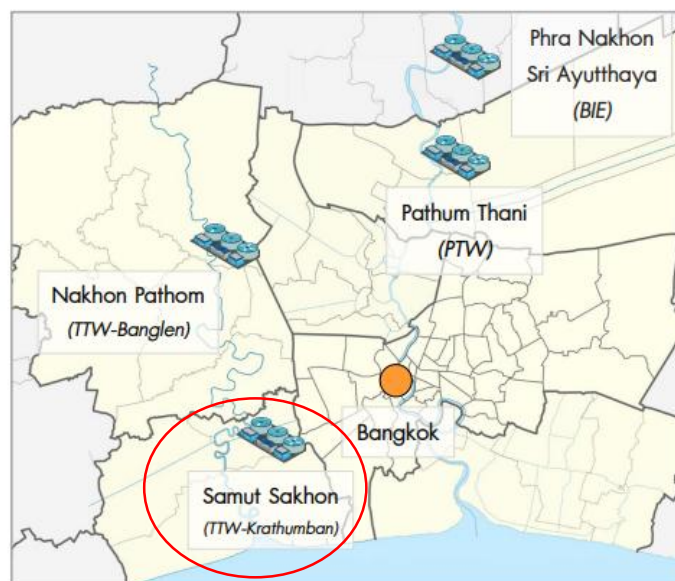 Phra Nakhon
Sri Ayutthaya
(BIE)
Pathum Thani
(PTW)
Nakhon Pathom
(TTW-Banglen)
Bangkok
Samut Sakhon
(TTW-Krathumban)